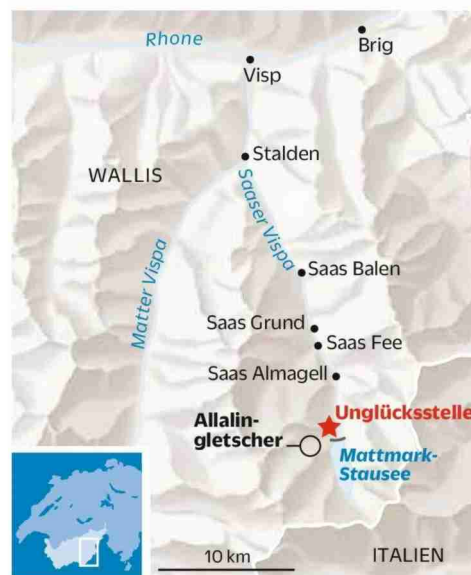 Rhone
Brig
Visp
Stalden
WALLIS
Saaser Vispa
Matter Vispa
Saas Balen
Saas Grund
Saas Fee
Saas Almagell
Unglücksstelle
Allalin-
gletscher
Mattmark-
Stausee
10 km
ITALIEN